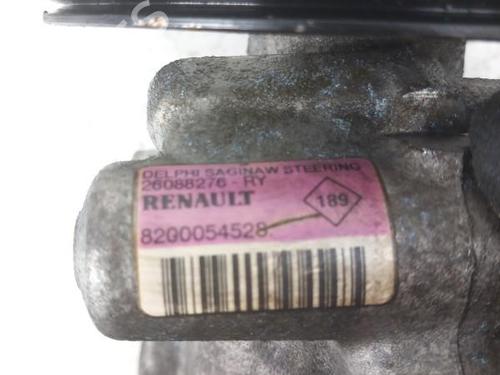 DELPHI SAGINAW STEERING
26088276 - RY
RENAULT
189
8200054528